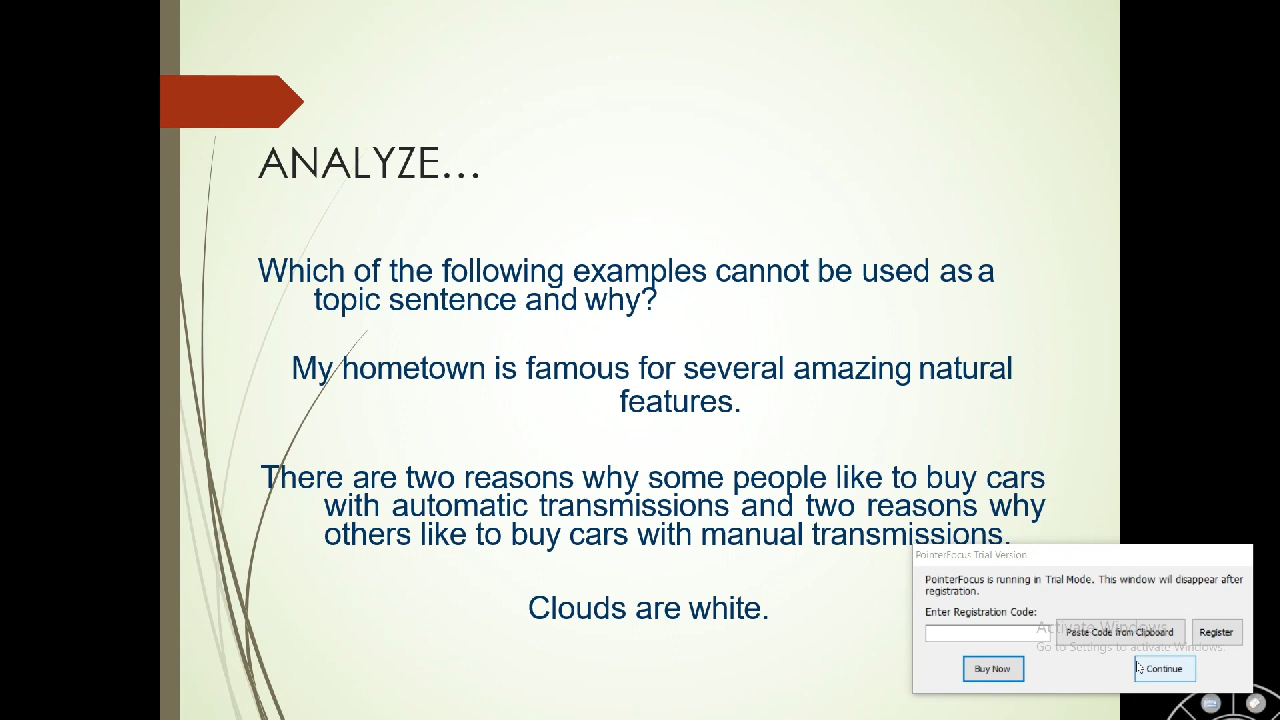 ANALYZE...
Which of the following examples cannot be used as a
topic sentence and why?
My hometown is famous for several amazing natural
features.
There are two reasons why some people like to buy cars
with automatic transmissions and two reasons why
others like to buy cars with manual transmissions.
Clouds are white.
PointerFocus Trial Version
PointerFocus is running in Trial Mode. This window will disappear after
registration.
Enter Registration Code:
Activate Windows
Paste Code from Clipboard
Register
Go to Settings to activate Windows.
Buy Now
Continue